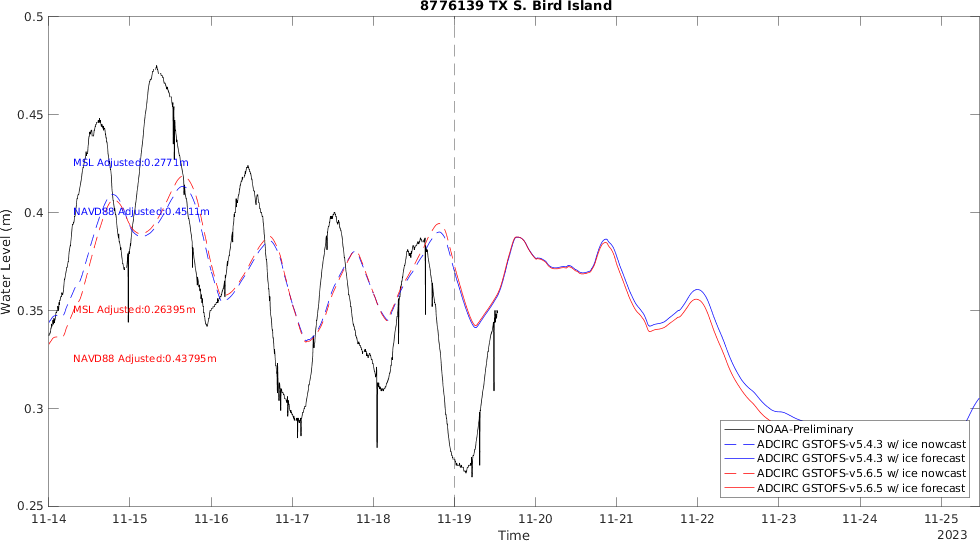 8776139 TX S. Bird Island
0.5
0.45
0.4
0.35
0.3
0.25
Water Level (m)
MSL Adjusted:0.2771m
NAVD88 Adjusted:0.4511m
MSL Adjusted:0.26395m
NAVD88 Adjusted:0.43795m
NOAA-Preliminary
ADCIRC GSTOFS-v5.4.3 w/ ice nowcast
ADCIRC GSTOFS-v5.4.3 w/ ice forecast
ADCIRC GSTOFS-v5.6.5 w/ ice nowcast
ADCIRC GSTOFS-v5.6.5 w/ ice forecast
11-14 11-15 11-16 11-17 11-18 11-19 11-20 11-21 11-22 11-23 11-24 11-25
Time
2023